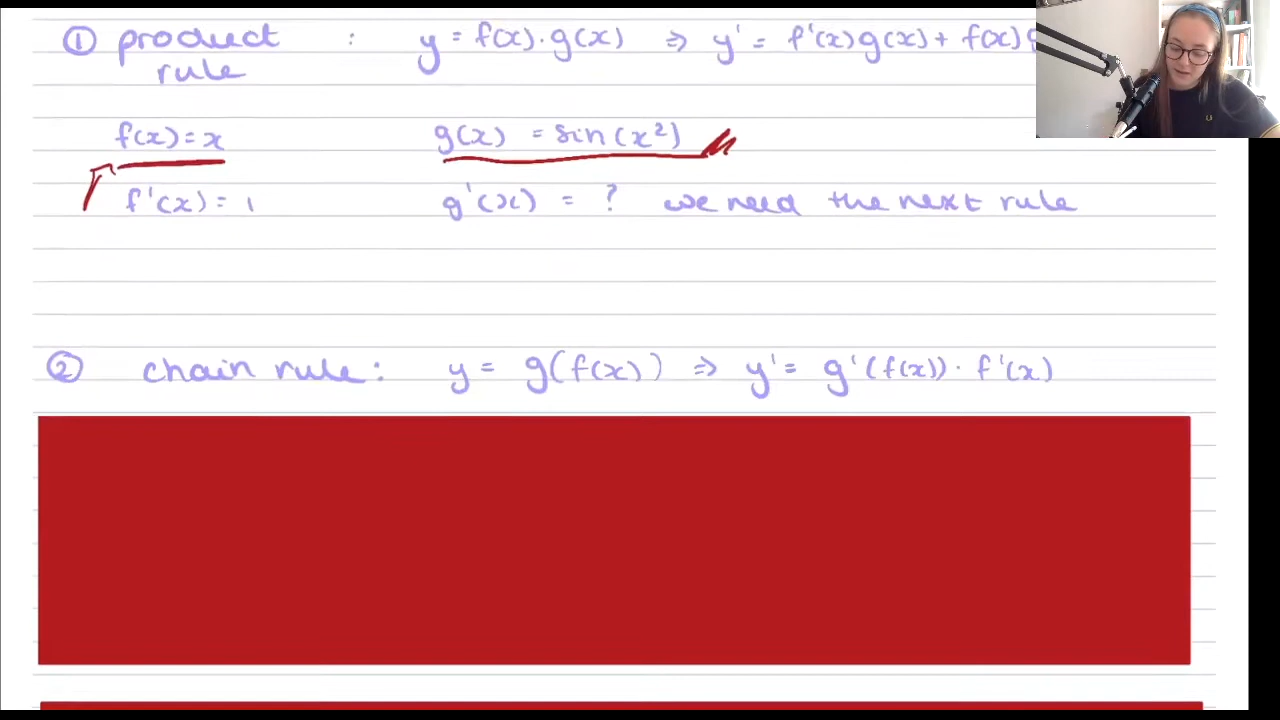 ① product : y = f(x).g(x) ⇒ y' = f'(x)g(x) + f(x)
rule
f(x) = x g(x) = sin(x²)
f'(x) = 1 g'(x) = ? we need the next rule
② chain rule: y = g(f(x)) ⇒ y' = g'(f(x)). f'(x)